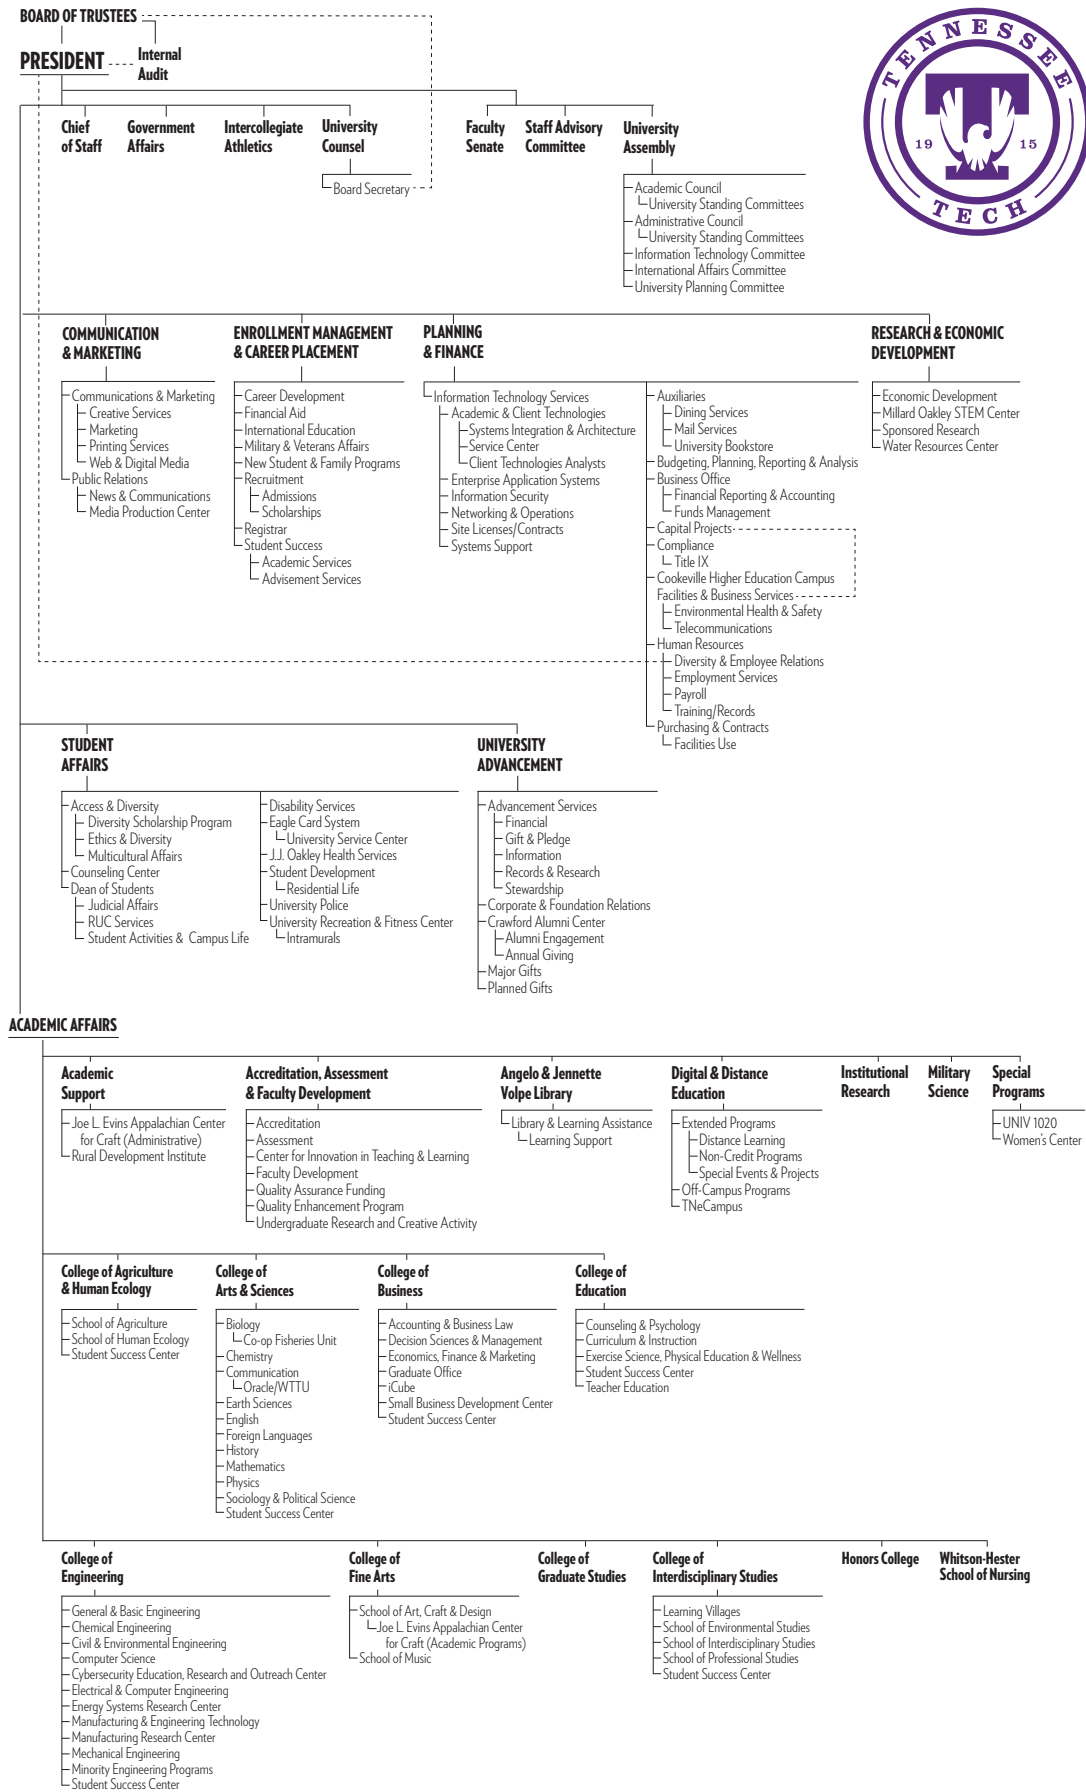 BOARD OF TRUSTEES
PRESIDENT
Internal
Audit
TENNESSEE
TECH
19 15
Chief
of Staff
Government
Affairs
Intercollegiate
Athletics
University
Counsel
Board Secretary
Faculty
Senate
Staff Advisory
Committee
University
Assembly
Academic Council
University Standing Committees
Administrative Council
University Standing Committees
Information Technology Committee
International Affairs Committee
University Planning Committee
COMMUNICATION
& MARKETING
Communications & Marketing
Creative Services
Marketing
Printing Services
Web & Digital Media
Public Relations
News & Communications
Media Production Center
ENROLLMENT MANAGEMENT
& CAREER PLACEMENT
Career Development
Financial Aid
International Education
Military & Veterans Affairs
New Student & Family Programs
Recruitment
Admissions
Scholarships
Registrar
Student Success
Academic Services
Advisement Services
PLANNING
& FINANCE
Information Technology Services
Academic & Client Technologies
Systems Integration & Architecture
Service Center
Client Technologies Analysts
Enterprise Application Systems
Information Security
Networking & Operations
Site Licenses/Contracts
Systems Support
Auxiliaries
Dining Services
Mail Services
University Bookstore
Budgeting, Planning, Reporting & Analysis
Business Office
Financial Reporting & Accounting
Funds Management
Capital Projects
Compliance
Title IX
Cookeville Higher Education Campus
Facilities & Business Services
Environmental Health & Safety
Telecommunications
Human Resources
Diversity & Employee Relations
Employment Services
Payroll
Training/Records
Purchasing & Contracts
Facilities Use
RESEARCH & ECONOMIC
DEVELOPMENT
Economic Development
Millard Oakley STEM Center
Sponsored Research
Water Resources Center
STUDENT
AFFAIRS
Access & Diversity
Diversity Scholarship Program
Ethics & Diversity
Multicultural Affairs
Counseling Center
Dean of Students
Judicial Affairs
RUC Services
Student Activities & Campus Life
Disability Services
Eagle Card System
University Service Center
J.J. Oakley Health Services
Student Development
Residential Life
University Police
University Recreation & Fitness Center
Intramurals
UNIVERSITY
ADVANCEMENT
Advancement Services
Financial
Gift & Pledge
Information
Records & Research
Stewardship
Corporate & Foundation Relations
Crawford Alumni Center
Alumni Engagement
Annual Giving
Major Gifts
Planned Gifts
ACADEMIC AFFAIRS
Academic
Support
Joe L. Evins Appalachian Center
for Craft (Administrative)
Rural Development Institute
Accreditation, Assessment
& Faculty Development
Accreditation
Assessment
Center for Innovation in Teaching & Learning
Faculty Development
Quality Assurance Funding
Quality Enhancement Program
Undergraduate Research and Creative Activity
Angelo & Jennette
Volpe Library
Library & Learning Assistance
Learning Support
Digital & Distance
Education
Extended Programs
Distance Learning
Non-Credit Programs
Special Events & Projects
Off-Campus Programs
TNeCampus
Institutional
Research
Military
Science
Special
Programs
UNIV 1020
Women's Center
College of Agriculture
& Human Ecology
School of Agriculture
School of Human Ecology
Student Success Center
College of
Arts & Sciences
Biology
Co-op Fisheries Unit
Chemistry
Communication
Oracle/WTTU
Earth Sciences
English
Foreign Languages
History
Mathematics
Physics
Sociology & Political Science
Student Success Center
College of
Business
Accounting & Business Law
Decision Sciences & Management
Economics, Finance & Marketing
Graduate Office
iCube
Small Business Development Center
Student Success Center
College of
Education
Counseling & Psychology
Curriculum & Instruction
Exercise Science, Physical Education & Wellness
Student Success Center
Teacher Education
College of
Engineering
General & Basic Engineering
Chemical Engineering
Civil & Environmental Engineering
Computer Science
Cybersecurity Education, Research and Outreach Center
Electrical & Computer Engineering
Energy Systems Research Center
Manufacturing & Engineering Technology
Manufacturing Research Center
Mechanical Engineering
Minority Engineering Programs
Student Success Center
College of
Fine Arts
School of Art, Craft & Design
Joe L. Evins Appalachian Center
for Craft (Academic Programs)
School of Music
College of
Graduate Studies
College of
Interdisciplinary Studies
Learning Villages
School of Environmental Studies
School of Interdisciplinary Studies
School of Professional Studies
Student Success Center
Honors College
Whitson-Hester
School of Nursing